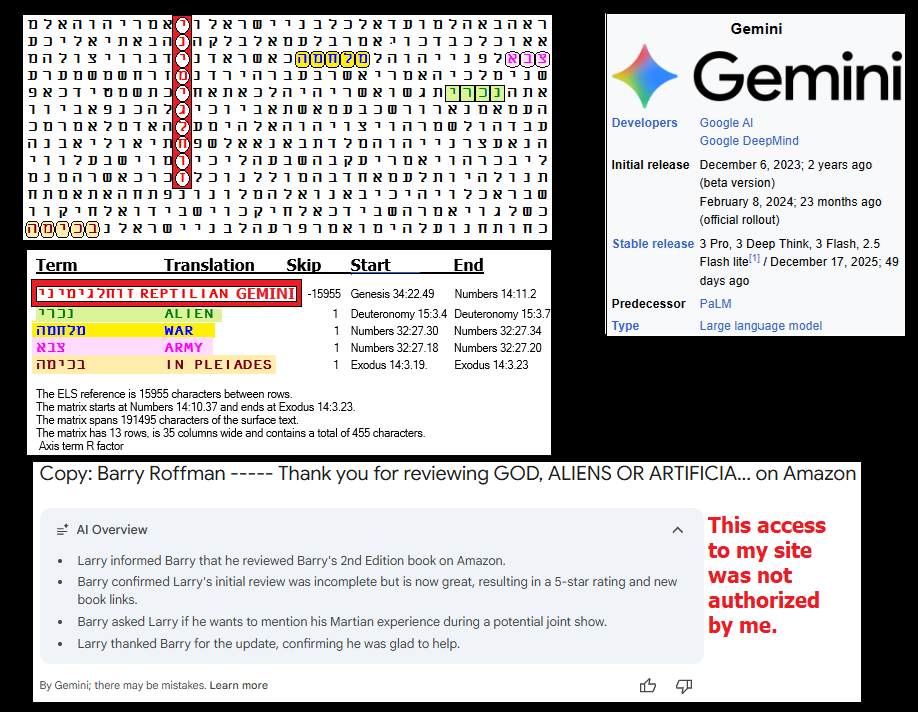 ראהבאהלמועדאלכלבניישראלויאמריהוהאלמ
אאוכלכבדכויאמרבלעמאלבלקהנהבאתיאליכע
צבאלפנייהוהלמלחמהכאשראדנידברויצולהמ
שנימלכיהאמריאשרבעברהירדנמזרחשמשמערע
אתהנכריתגשואשריהיהלכאתאחיכתשמטידכאפ
העמאמנארורשכבעמאשתאביוכיגלהכנפאביוו
עבדהולשמרהויצויהוהאלהימעלהאדמלאמרמכ
הנאעצרנייהוהמלדתבאנאאלשפחתיאוליאבנה
ליבכרהויאמריעקבהשבעהליכיומוישבעלווי
תנולהיותלעמאחדבהמוללנוכלזכרכאשרהמנמ
שבראכלויהיכיבאנואלהמלונונפתחהאתאמתח
כשלגויאמרהשבידכאלחיקכוישבידואלחיקוו
כחותחנועלהימואמרפרעהלבניישראלנבכימה
Term Translation Skip Start End
זוחלגימיני REPTILIAN GEMINI -15955 Genesis 34:22.49 Numbers 14:11.2
נכרי ALIEN 1 Deuteronomy 15:3.4 Deuteronomy 15:3.7
מלחמה WAR 1 Numbers 32:27.30 Numbers 32:27.34
צבא ARMY 1 Numbers 32:27.18 Numbers 32:27.20
בכימה IN PLEIADES 1 Exodus 14:3.19. Exodus 14:3.23
The ELS reference is 15955 characters between rows.
The matrix starts at Numbers 14:10.37 and ends at Exodus 14:3.23.
The matrix spans 191495 characters of the surface text.
The matrix has 13 rows, is 35 columns wide and contains a total of 455 characters.
Axis term R factor
Gemini
Gemini
Developers Google AI
Google DeepMind
Initial release December 6, 2023; 2 years ago
(beta version)
February 8, 2024; 23 months ago
(official rollout)
Stable release 3 Pro, 3 Deep Think, 3 Flash, 2.5
Flash lite[1] / December 17, 2025; 49
days ago
Predecessor PaLM
Type Large language model
Copy: Barry Roffman ----- Thank you for reviewing GOD, ALIENS OR ARTIFICIA... on Amazon
AI Overview
• Larry informed Barry that he reviewed Barry's 2nd Edition book on Amazon.
• Barry confirmed Larry's initial review was incomplete but is now great, resulting in a 5-star rating and new
book links.
• Barry asked Larry if he wants to mention his Martian experience during a potential joint show.
• Larry thanked Barry for the update, confirming he was glad to help.
By Gemini; there may be mistakes. Learn more
This access
to my site
was not
authorized
by me.